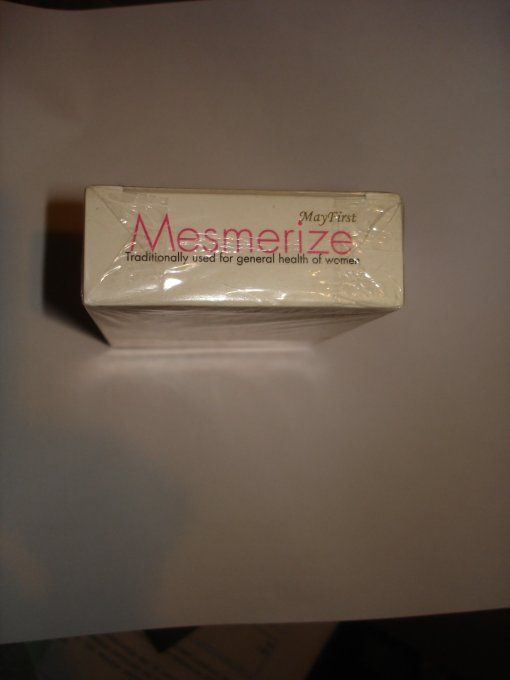 MayFirst
Mesmerize
Traditionally used for general health of women